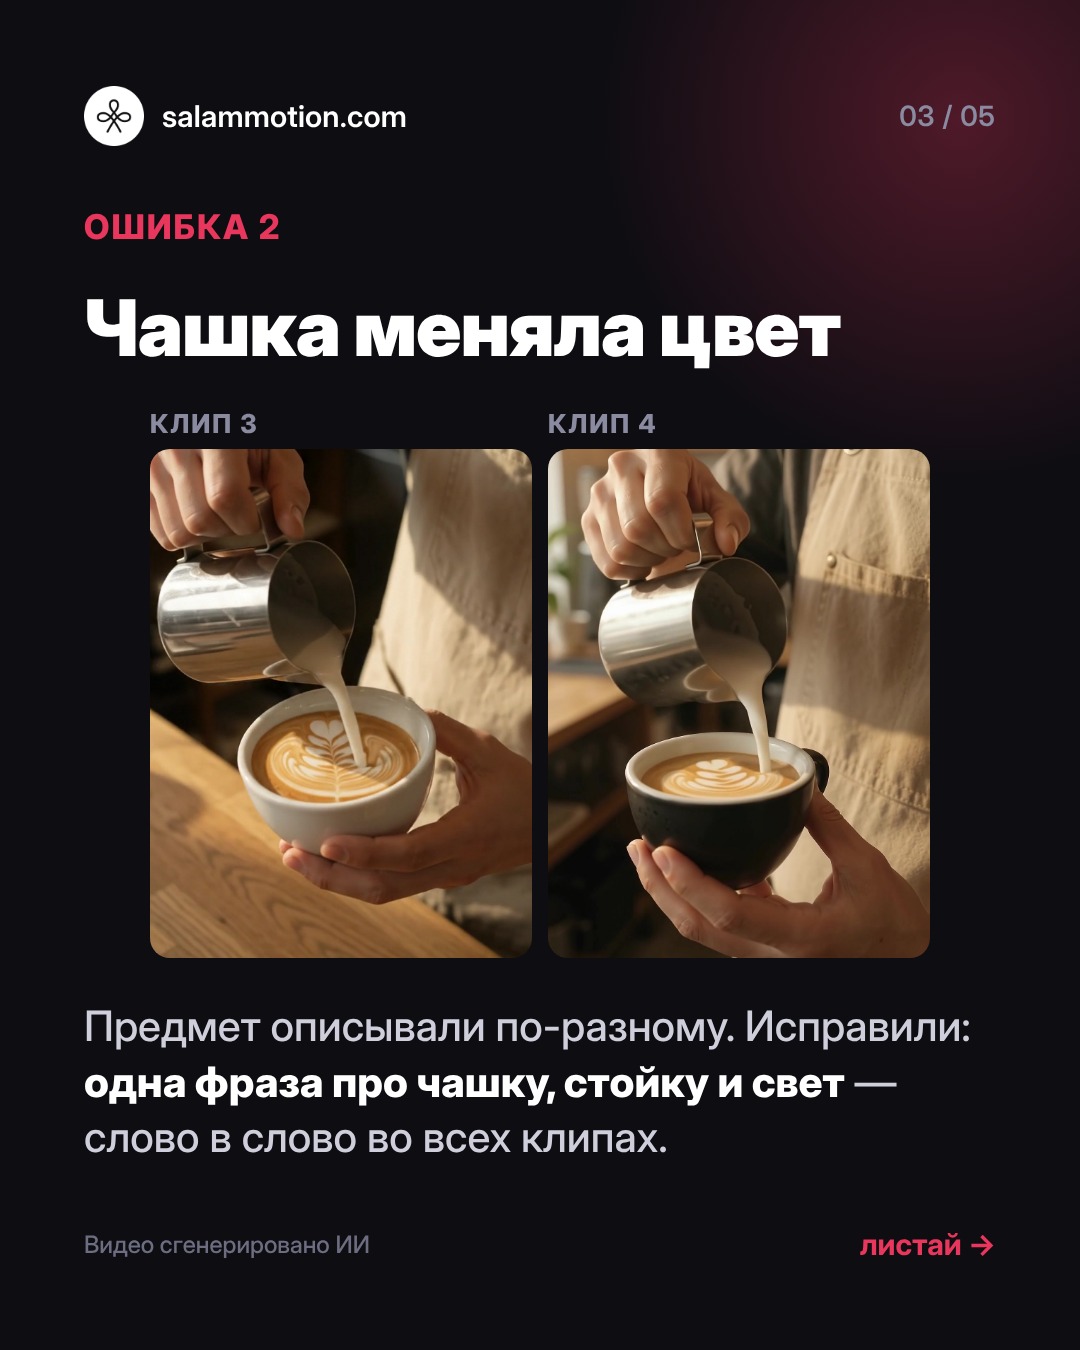 salammotion.com
03 / 05
ОШИБКА 2
Чашка меняла цвет
КЛИП 3
КЛИП 4
Предмет описывали по-разному. Исправили:
одна фраза про чашку, стойку и свет —
слово в слово во всех клипах.
Видео сгенерировано ИИ
листай →